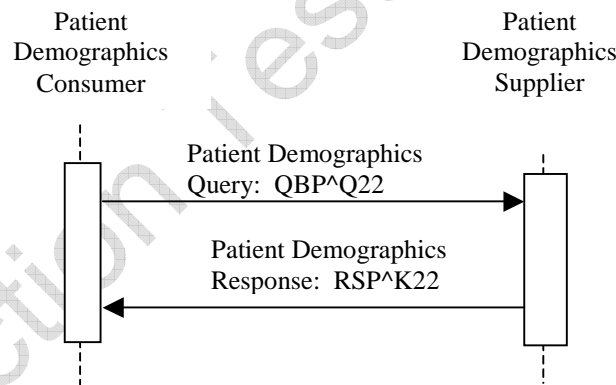 Patient
Demographics
Consumer
Patient
Demographics
Supplier
Patient Demographics
Query: QBP^Q22
Patient Demographics
Response: RSP^K22